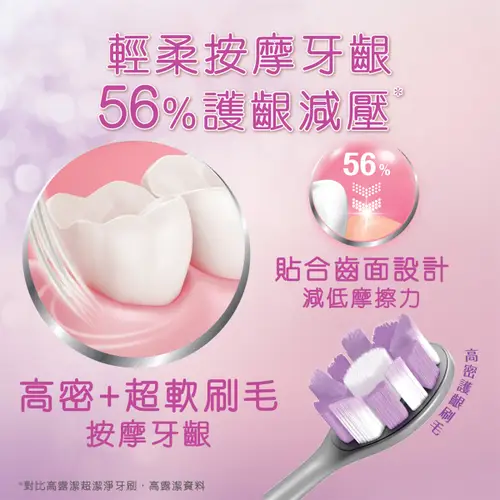 輕柔按摩牙齦
56%護齦減壓*
56%
貼合齒面設計
減低摩擦力
高密護齦刷毛
高密+超軟刷毛
按摩牙齦
*對比高露潔超潔淨牙刷，高露潔資料